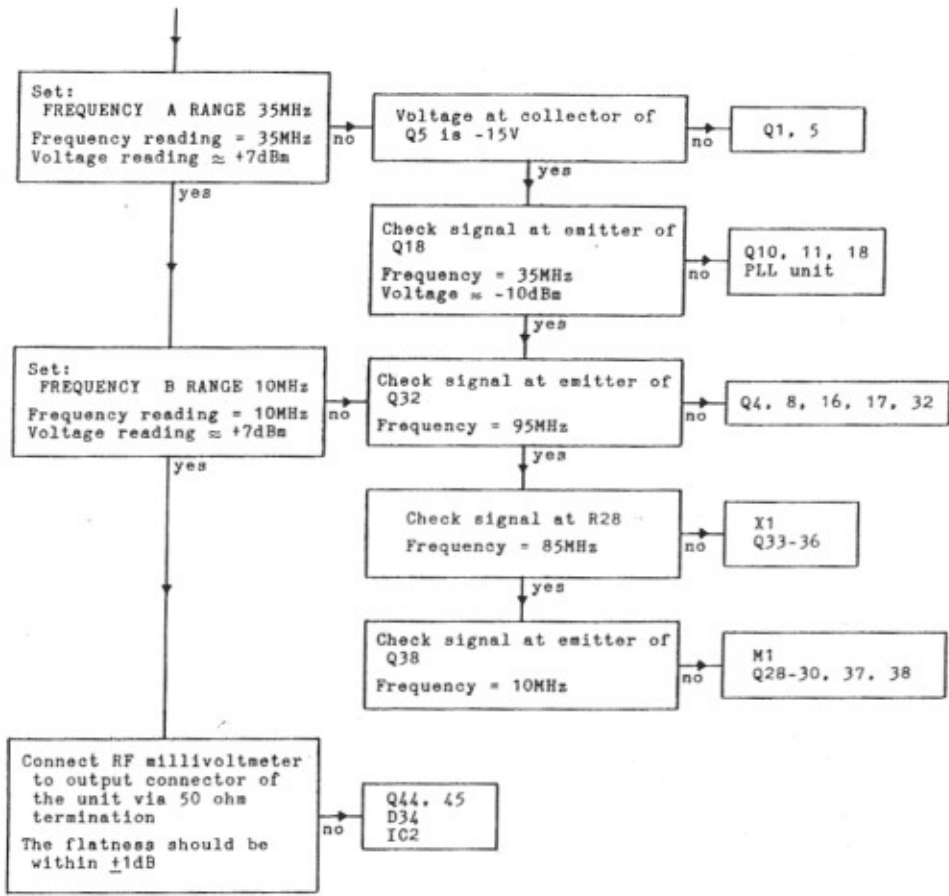 Set:
FREQUENCY A RANGE 35MHz
Frequency reading = 35MHz
Voltage reading ≈ +7dBm
no
yes
Voltage at collector of
Q5 is -15V
no
yes
Q1, 5
Check signal at emitter of
Q18
Frequency = 35MHz
Voltage ≈ -10dBm
no
yes
Q10, 11, 18
PLL unit
Set:
FREQUENCY B RANGE 10MHz
Frequency reading = 10MHz
Voltage reading ≈ +7dBm
no
yes
Check signal at emitter of
Q32
Frequency = 95MHz
no
yes
Q4, 8, 16, 17, 32
Check signal at R28
Frequency = 85MHz
no
yes
X1
Q33-36
Check signal at emitter of
Q38
Frequency = 10MHz
no
M1
Q28-30, 37, 38
Connect RF millivoltmeter
to output connector of
the unit via 50 ohm
termination
The flatness should be
within ±1dB
no
Q44, 45
D34
IC2